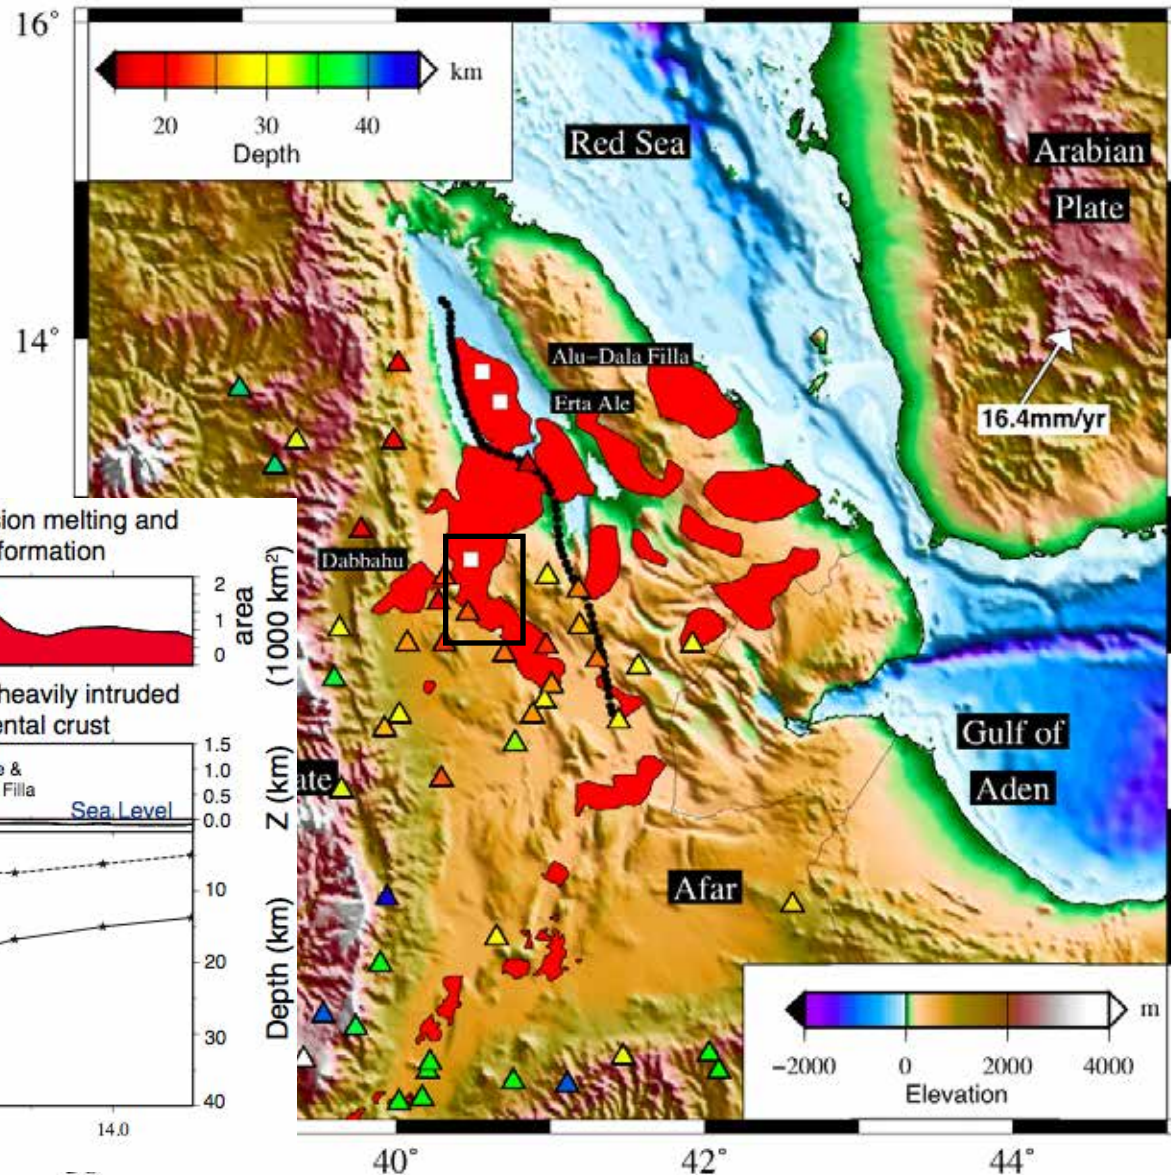 16°
km
20 30 40
Depth
Red Sea
Arabian
Plate
14°
Alu-Dala Filla
Erta Ale
16.4mm/yr
Dabbahu
sion melting and
formation
2
1
0
area
(1000 km²)
heavily intruded
ental crust
1.5
1.0
0.5
0.0
Z (km)
e &
Filla
Sea Level
10
20
30
40
Depth (km)
14.0
ate
Gulf of
Aden
Afar
m
-2000 0 2000 4000
Elevation
40° 42° 44°